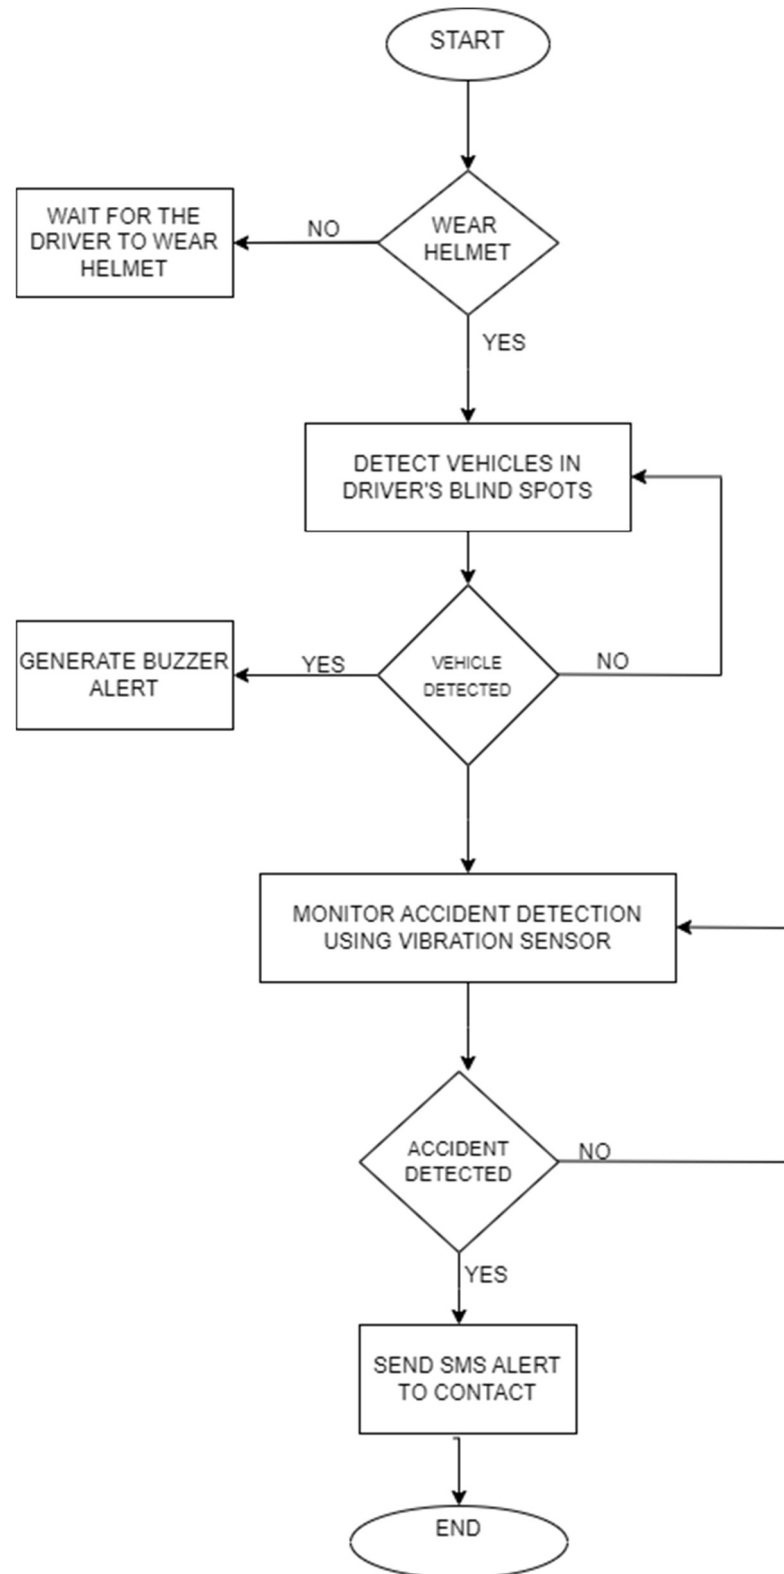 START
WEAR
HELMET
NO
WAIT FOR THE
DRIVER TO WEAR
HELMET
YES
DETECT VEHICLES IN
DRIVER'S BLIND SPOTS
VEHICLE
DETECTED
YES
NO
GENERATE BUZZER
ALERT
MONITOR ACCIDENT DETECTION
USING VIBRATION SENSOR
ACCIDENT
DETECTED
NO
YES
SEND SMS ALERT
TO CONTACT
END